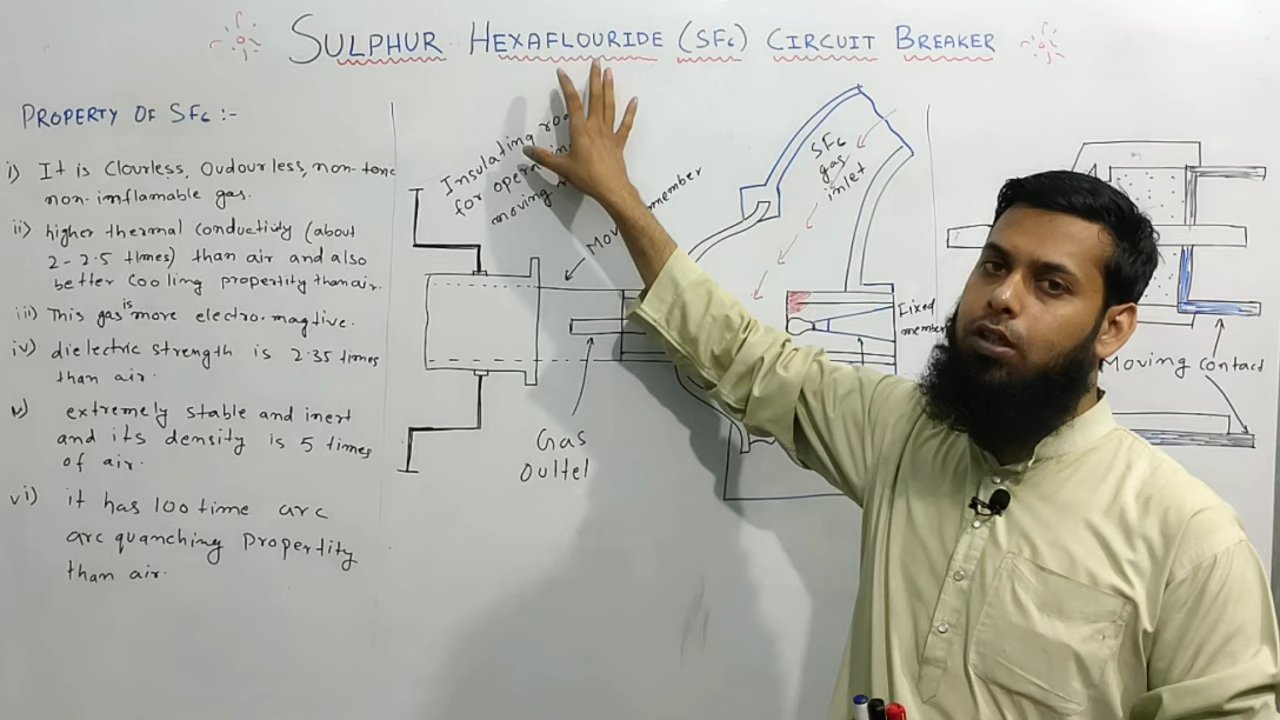 SULPHUR HEXAFLOURIDE (SF6) CIRCUIT BREAKER
PROPERTY OF SF6 :-
i) It is Clourless, Oudourless, non-toxic
non-imflamable gas.
ii) higher thermal conductivity (about
2-2.5 times) than air and also
better cooling propertity than air.
iii) This gas is more electro-magtive.
iv) dielectric strength is 2.35 times
than air.
v) extremely stable and inert
and its density is 5 times
of air.
vi) it has 100 time arc
arc quanching Propertity
than air.
Insulating
for
moving
member
SF6
gas
inlet
Fixed
member
Gas
Oultel
Moving Contact